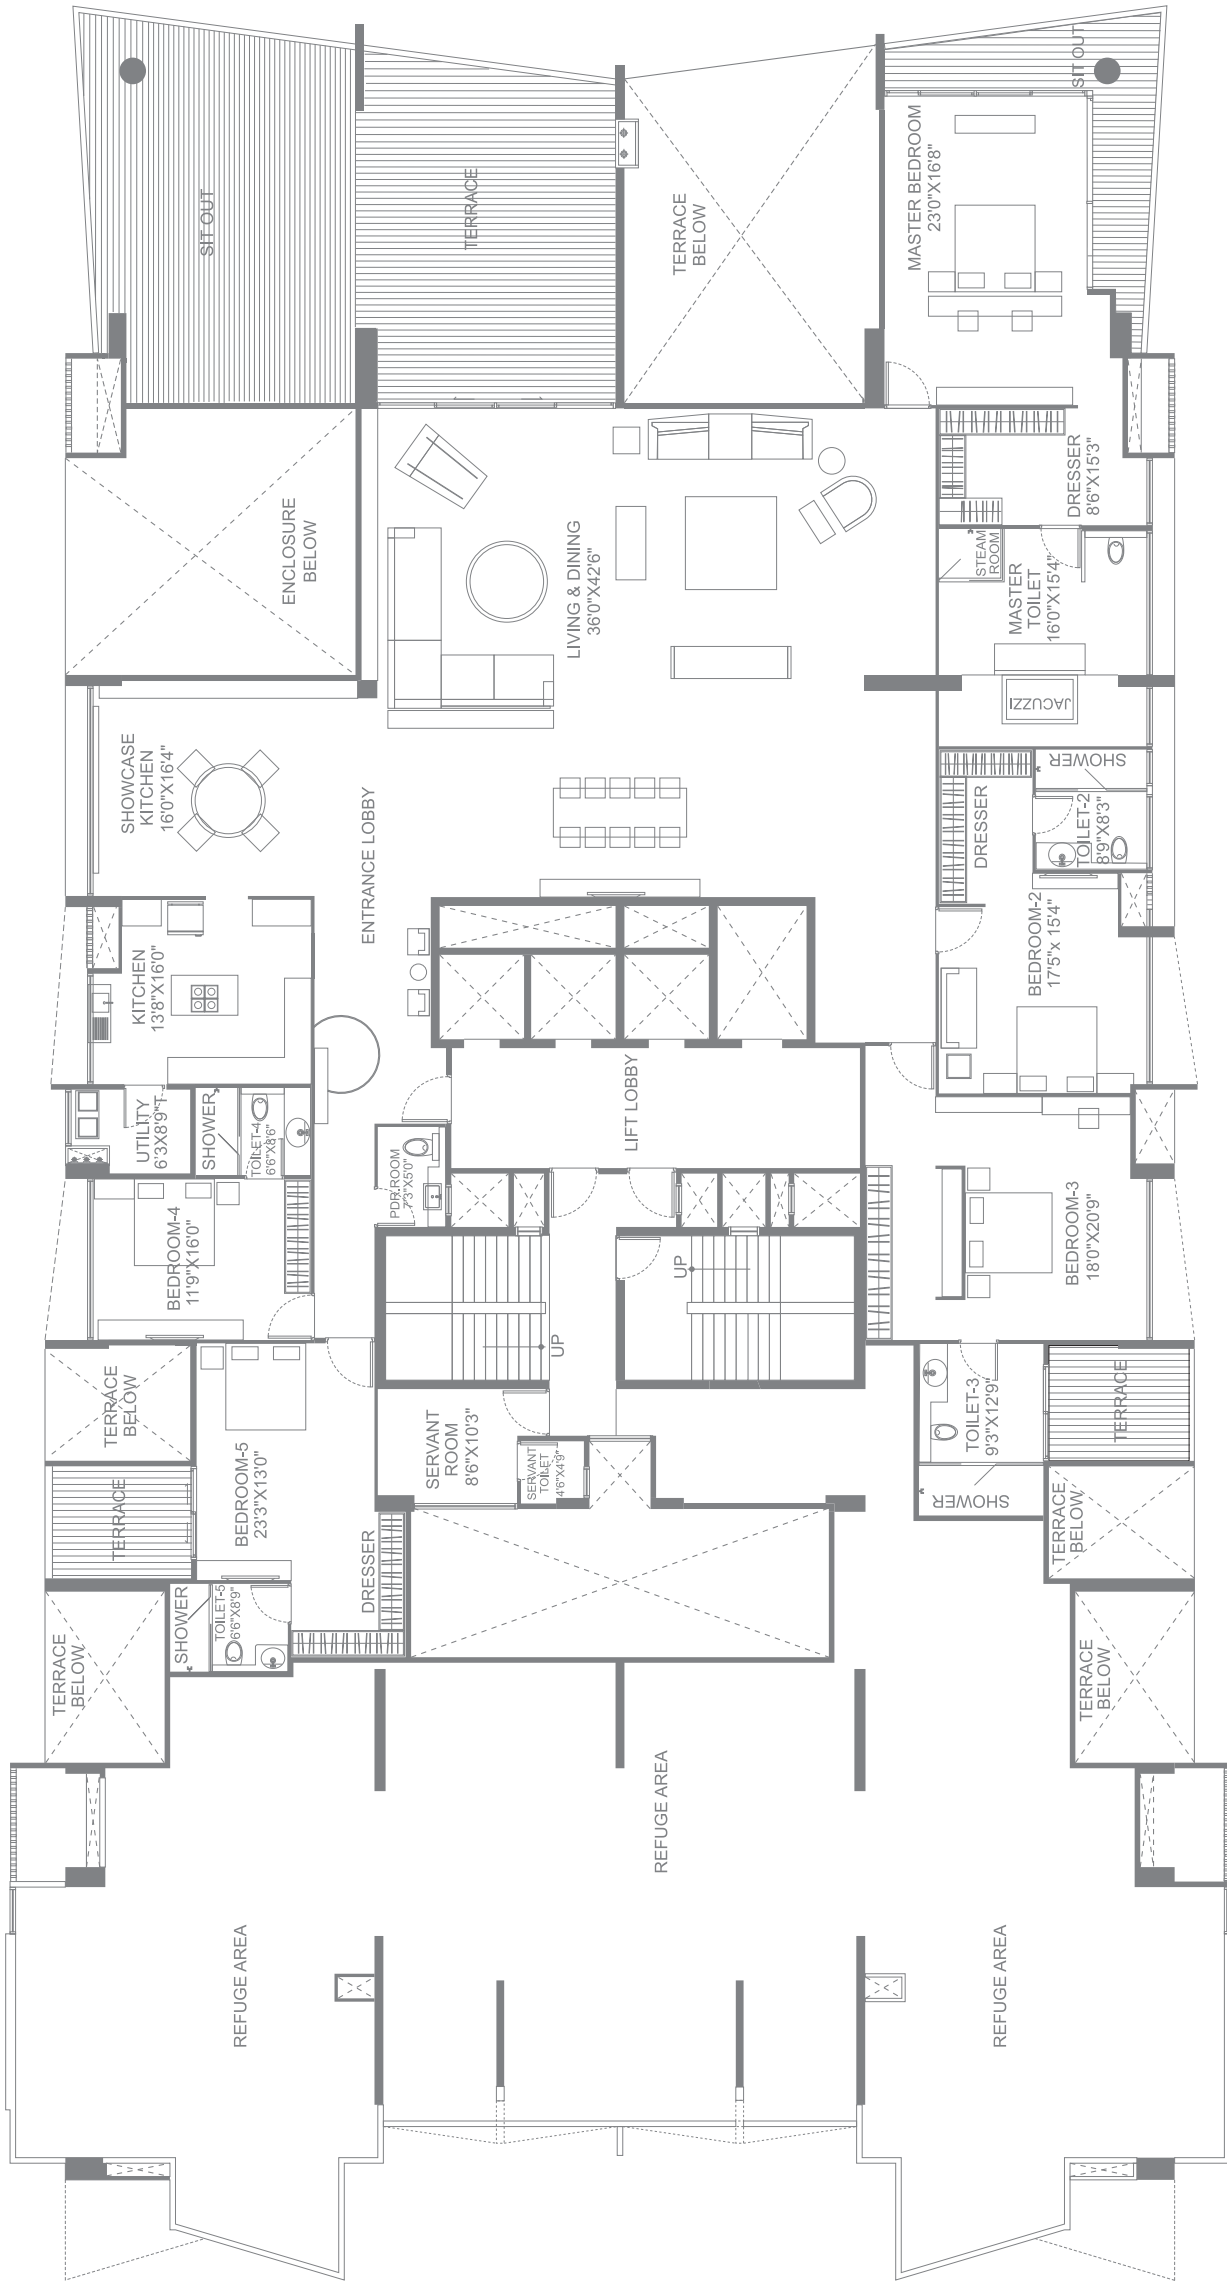 SIT OUT
SIT OUT
TERRACE
MASTER BEDROOM
23'0"X16'8"
TERRACE
BELOW
ENCLOSURE
BELOW
LIVING & DINING
36'0"X42'6"
DRESSER
8'6"X15'3"
STEAM
ROOM
MASTER
TOILET
16'0"X15'4"
JACUZZI
SHOWCASE
KITCHEN
16'0"X16'4"
ENTRANCE LOBBY
DRESSER
SHOWER
TOILET-2
8'9"X8'3"
KITCHEN
13'8"X16'0"
BEDROOM-2
17'5"x 15'4"
UTILITY
6'3X8'9"T
SHOWER
TOILET-4
6'6"X8'6"
LIFT LOBBY
PDR.ROOM
7'3"X5'0"
BEDROOM-4
11'9"X16'0"
BEDROOM-3
18'0"X20'9"
UP
UP
TERRACE
BELOW
TERRACE
BEDROOM-5
23'3"X13'0"
SERVANT
ROOM
8'6"X10'3"
SERVANT
TOILET
4'6"X4'9"
TOILET-3
9'3"X12'9"
TERRACE
SHOWER
TERRACE
BELOW
DRESSER
SHOWER
TOILET-5
6'6"X8'9"
TERRACE
BELOW
TERRACE
BELOW
REFUGE AREA
REFUGE AREA
REFUGE AREA